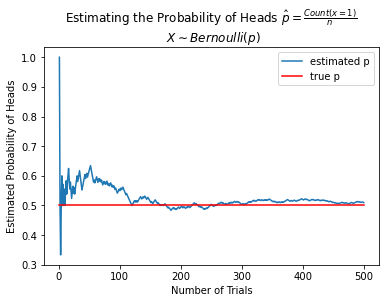 Estimating the Probability of Heads p̂ = Count(x = 1)/n
X ~ Bernoulli(p)
estimated p
true p
Estimated Probability of Heads
1.0
0.9
0.8
0.7
0.6
0.5
0.4
0.3
0
100
200
300
400
500
Number of Trials